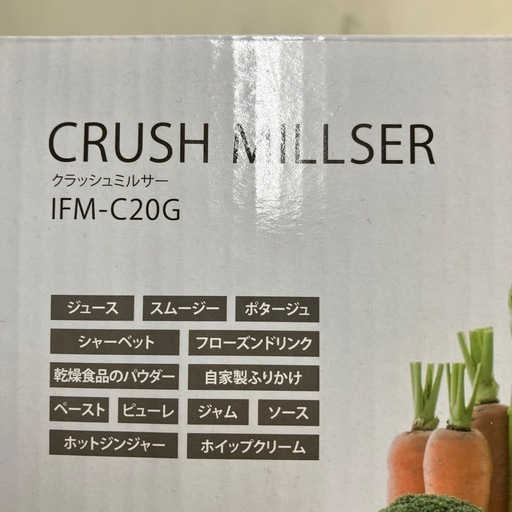 CRUSH MILLSER
クラッシュミルサー
IFM-C20G
ジュース スムージー ポタージュ
シャーベット フローズンドリンク
乾燥食品のパウダー 自家製ふりかけ
ペースト ピューレ ジャム ソース
ホットジンジャー ホイップクリーム